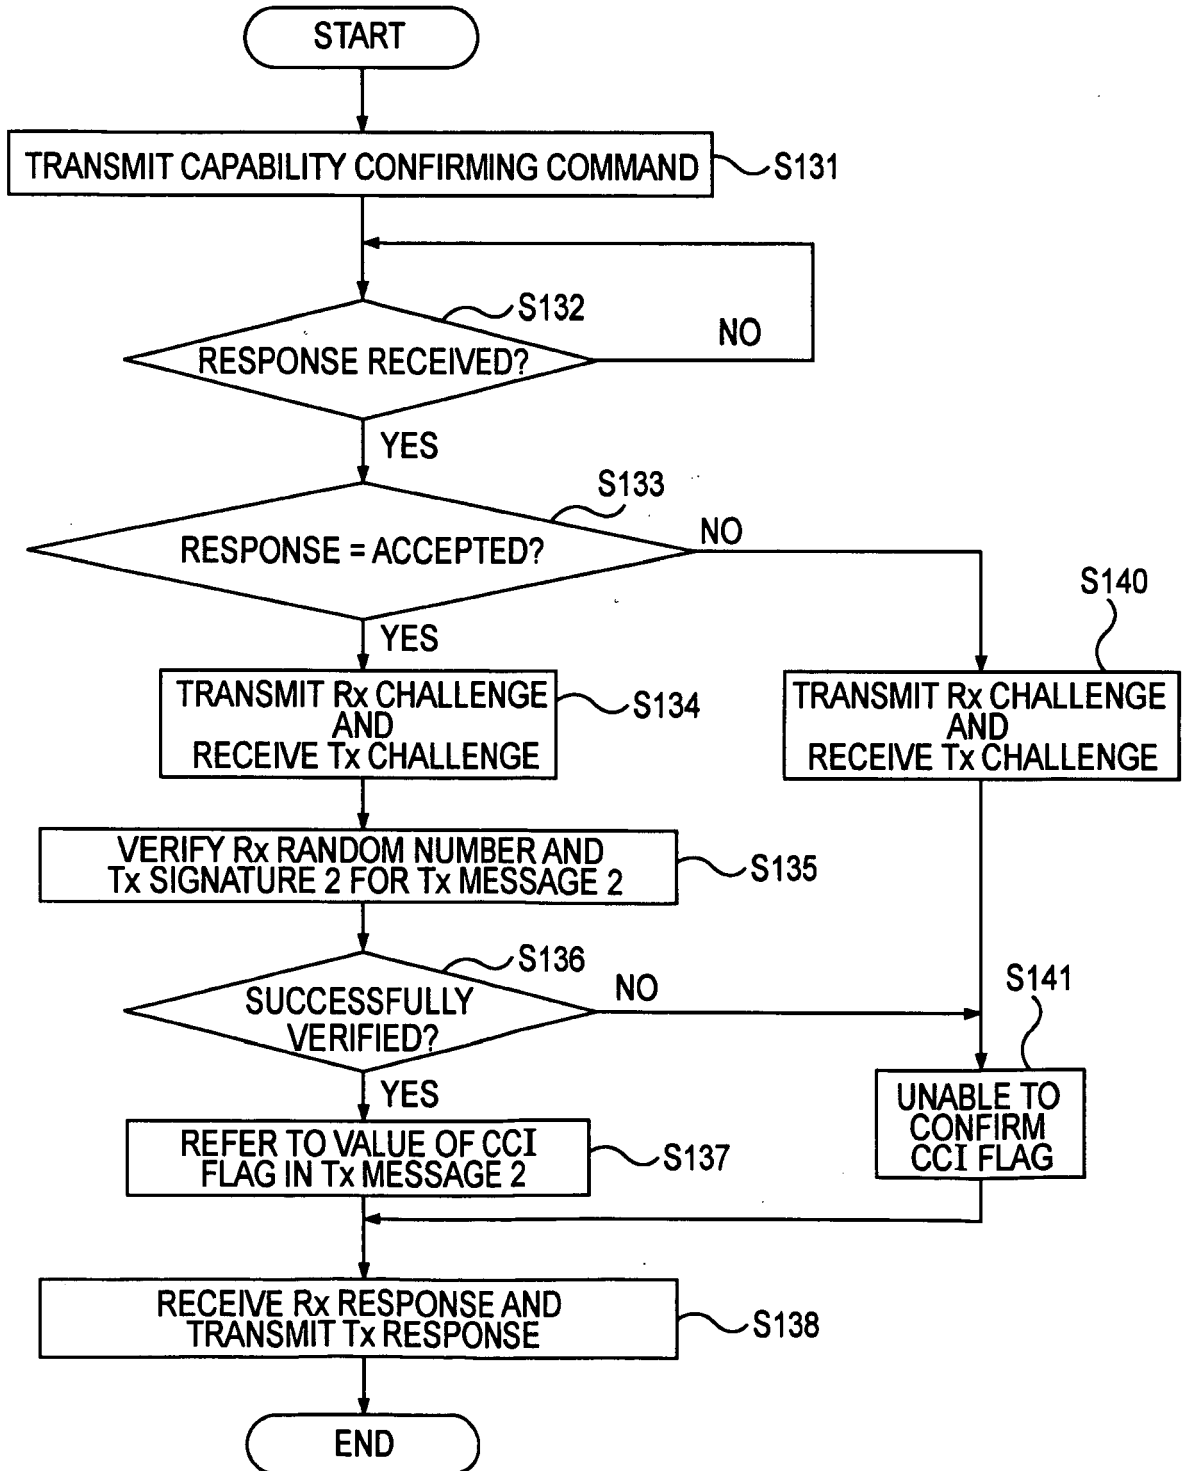 START
TRANSMIT CAPABILITY CONFIRMING COMMAND
S131
S132
RESPONSE RECEIVED?
NO
YES
S133
RESPONSE = ACCEPTED?
NO
YES
S140
TRANSMIT Rx CHALLENGE
AND
RECEIVE Tx CHALLENGE
S134
TRANSMIT Rx CHALLENGE
AND
RECEIVE Tx CHALLENGE
VERIFY Rx RANDOM NUMBER AND
Tx SIGNATURE 2 FOR Tx MESSAGE 2
S135
S136
SUCCESSFULLY
VERIFIED?
NO
YES
S141
UNABLE TO
CONFIRM
CCI FLAG
REFER TO VALUE OF CCI
FLAG IN Tx MESSAGE 2
S137
RECEIVE Rx RESPONSE AND
TRANSMIT Tx RESPONSE
S138
END